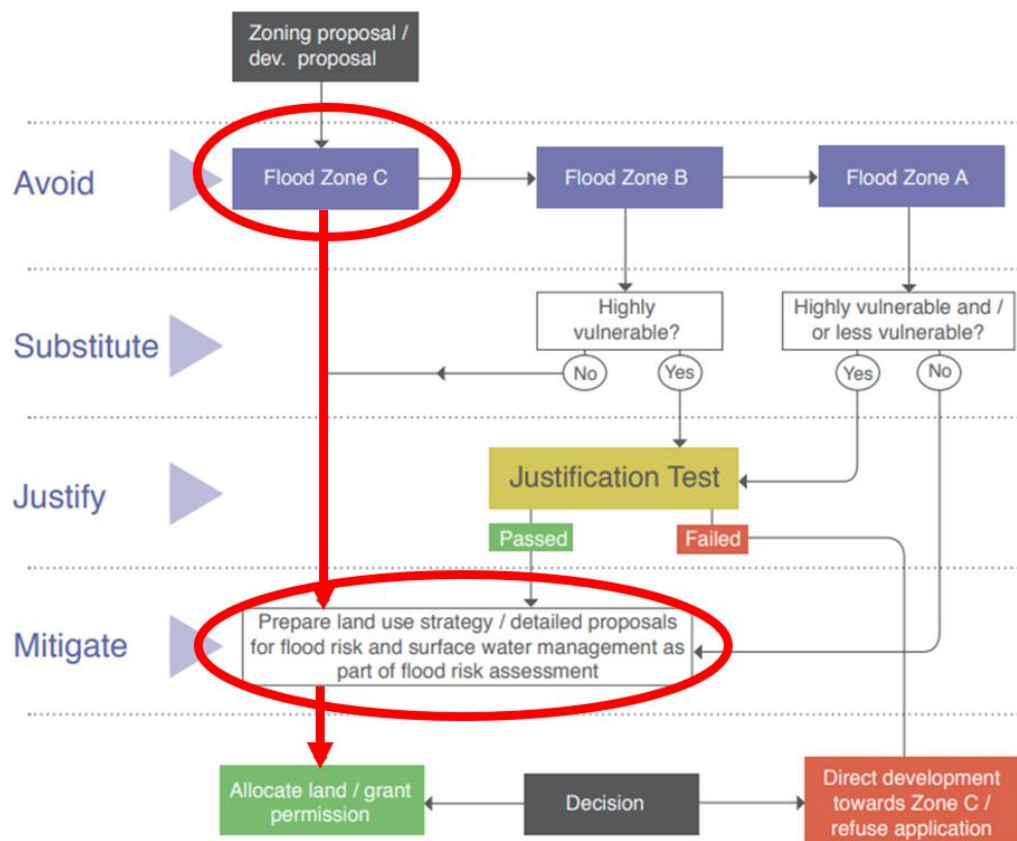 Zoning proposal /
dev. proposal
Avoid
Flood Zone C
Flood Zone B
Flood Zone A
Substitute
Highly
vulnerable?
Highly vulnerable and /
or less vulnerable?
No
Yes
Yes
No
Justify
Justification Test
Passed
Failed
Mitigate
Prepare land use strategy / detailed proposals
for flood risk and surface water management as
part of flood risk assessment
Allocate land / grant
permission
Decision
Direct development
towards Zone C /
refuse application